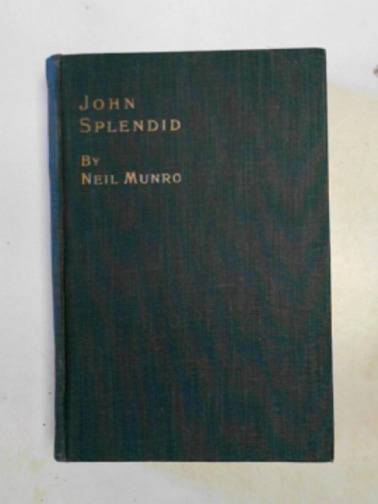 JOHN
SPLENDID
BY
NEIL MUNRO